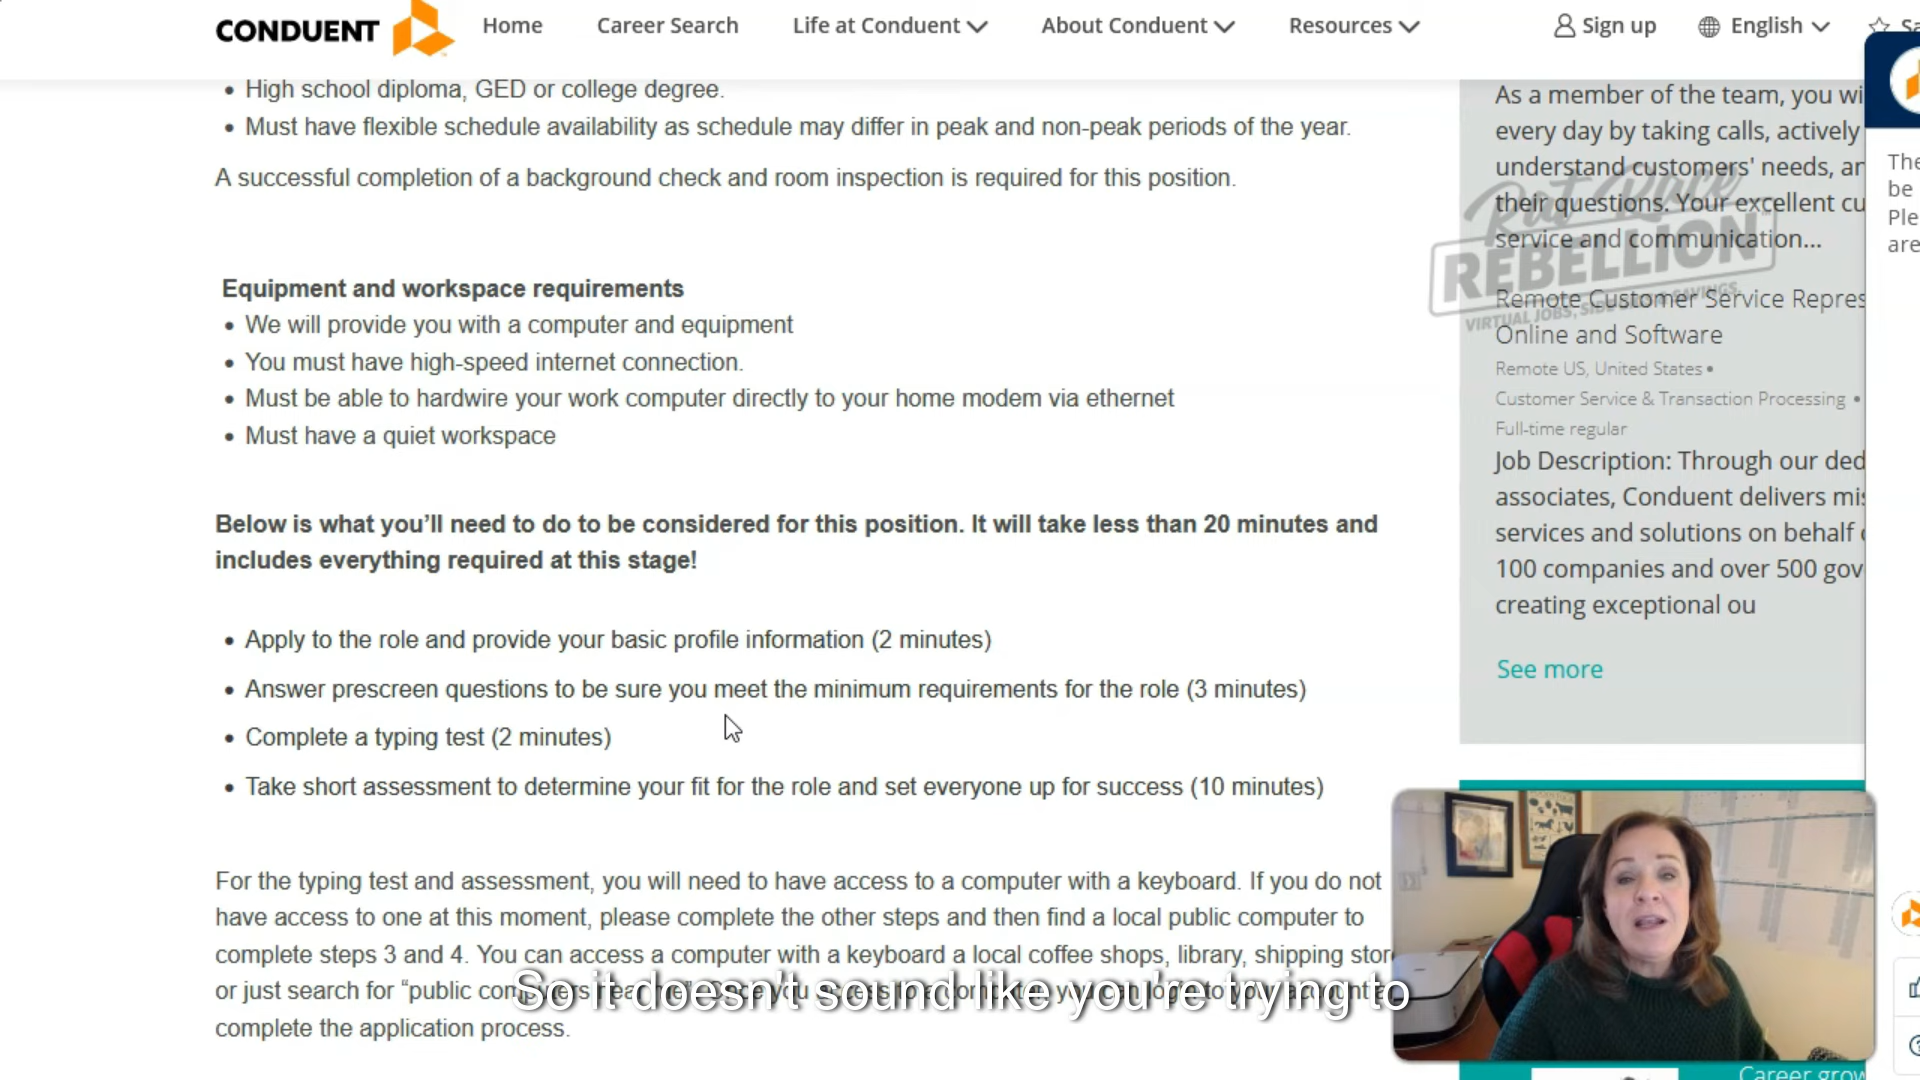 CONDUENT
Home
Career Search
Life at Conduent
About Conduent
Resources
Sign up
English
High school diploma, GED or college degree.
Must have flexible schedule availability as schedule may differ in peak and non-peak periods of the year.
A successful completion of a background check and room inspection is required for this position.
Equipment and workspace requirements
We will provide you with a computer and equipment
You must have high-speed internet connection.
Must be able to hardwire your work computer directly to your home modem via ethernet
Must have a quiet workspace
Below is what you’ll need to do to be considered for this position. It will take less than 20 minutes and
includes everything required at this stage!
Apply to the role and provide your basic profile information (2 minutes)
Answer prescreen questions to be sure you meet the minimum requirements for the role (3 minutes)
Complete a typing test (2 minutes)
Take short assessment to determine your fit for the role and set everyone up for success (10 minutes)
For the typing test and assessment, you will need to have access to a computer with a keyboard. If you do not
have access to one at this moment, please complete the other steps and then find a local public computer to
complete steps 3 and 4. You can access a computer with a keyboard a local coffee shops, library, shipping store
or just search for “public computers
complete the application process.
So it doesn't sound like you're trying to
As a member of the team, you wi
every day by taking calls, actively
understand customers' needs, an
their questions. Your excellent cu
service and communication...
Rat Race
REBELLION
VIRTUAL JOBS,
Remote Customer Service Repres
Online and Software
Remote US, United States •
Customer Service & Transaction Processing •
Full-time regular
Job Description: Through our ded
associates, Conduent delivers mis
services and solutions on behalf
100 companies and over 500 gov
creating exceptional ou
See more
The
be
Ple
are
Career grow